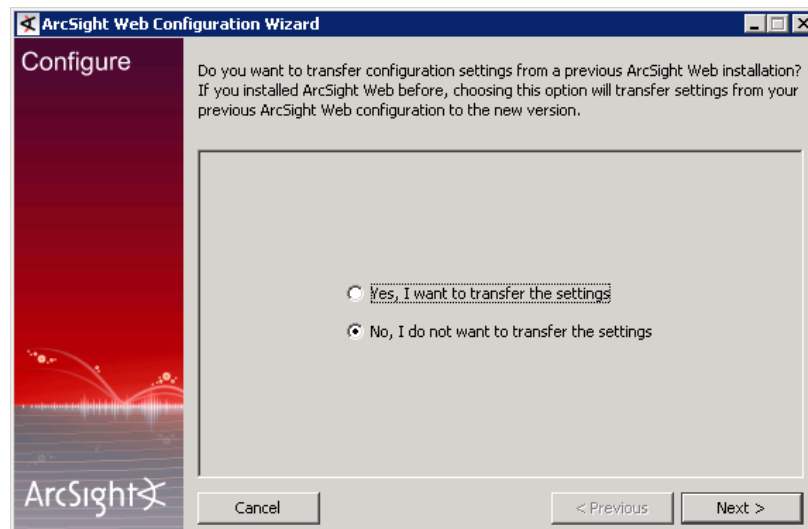 ArcSight Web Configuration Wizard
Configure
Do you want to transfer configuration settings from a previous ArcSight Web installation?
If you installed ArcSight Web before, choosing this option will transfer settings from your
previous ArcSight Web configuration to the new version.
Yes, I want to transfer the settings
No, I do not want to transfer the settings
ArcSight
Cancel
< Previous
Next >